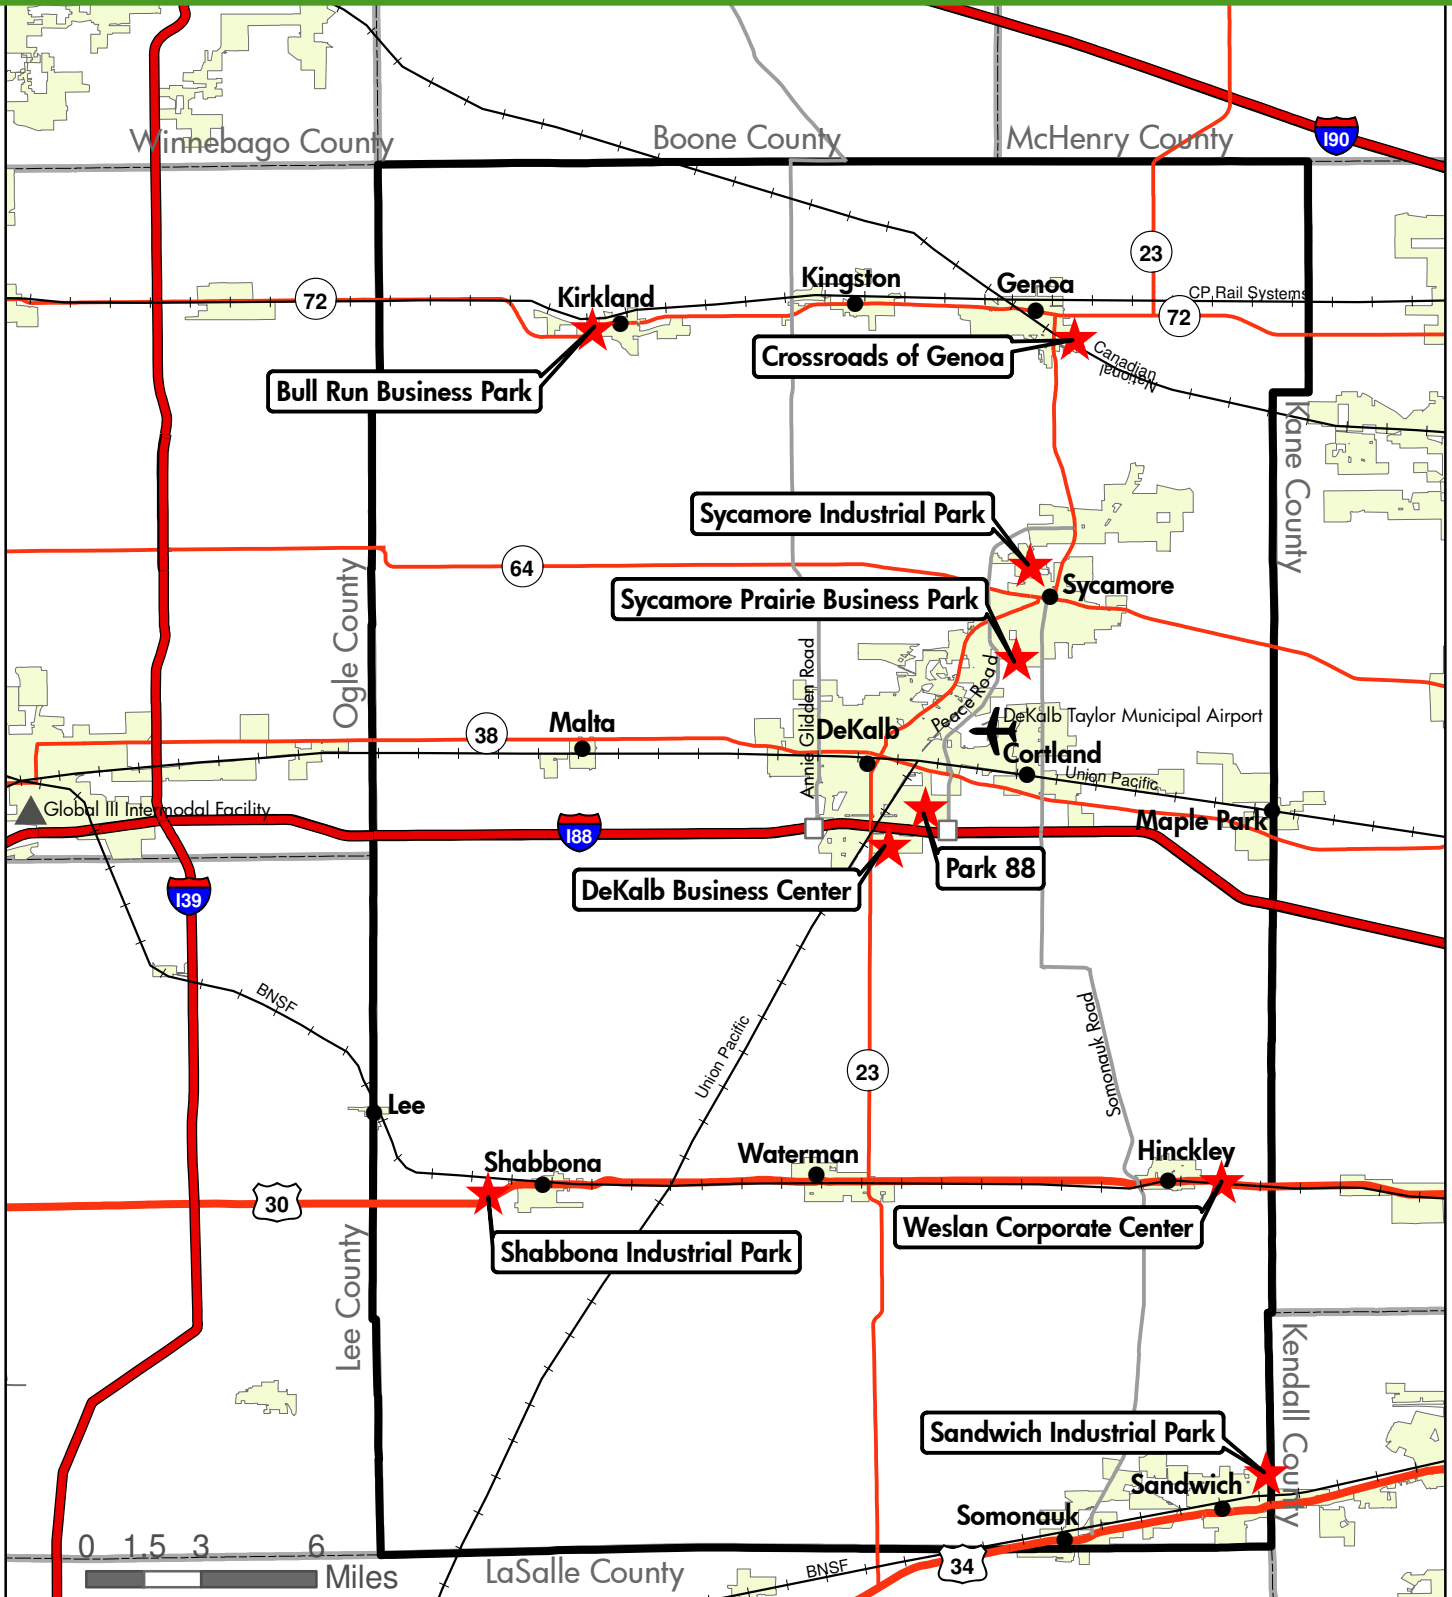 Winnebago County
Boone County
McHenry County
I90
23
72
Kirkland
Kingston
Genoa
CP Rail Systems
72
Crossroads of Genoa
Canadian
National
Bull Run Business Park
Kane County
Sycamore Industrial Park
64
Sycamore
Sycamore Prairie Business Park
Ogle County
Annie Glidden Road
Peace Road
38
Malta
DeKalb
DeKalb Taylor Municipal Airport
Cortland
Union Pacific
Global III Intermodal Facility
Maple Park
I88
Park 88
DeKalb Business Center
I39
BNSF
Union Pacific
Somonauk Road
23
Lee
Shabbona
Waterman
Hinckley
30
Weslan Corporate Center
Shabbona Industrial Park
Lee County
Kendall County
Sandwich Industrial Park
Sandwich
Somonauk
34
BNSF
LaSalle County
0 1.5 3 6
Miles